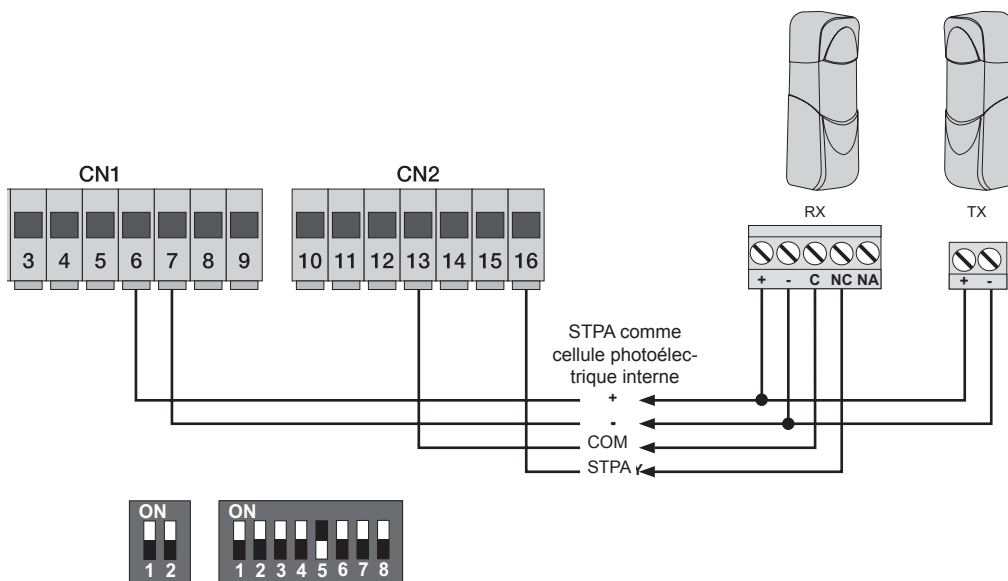 CN1
3 4 5 6 7 8 9
CN2
10 11 12 13 14 15 16
RX
+ - C NC NA
TX
+ -
STPA comme
cellule photoélec-
trique interne
+
-
COM
STPA
ON
1 2
ON
1 2 3 4 5 6 7 8